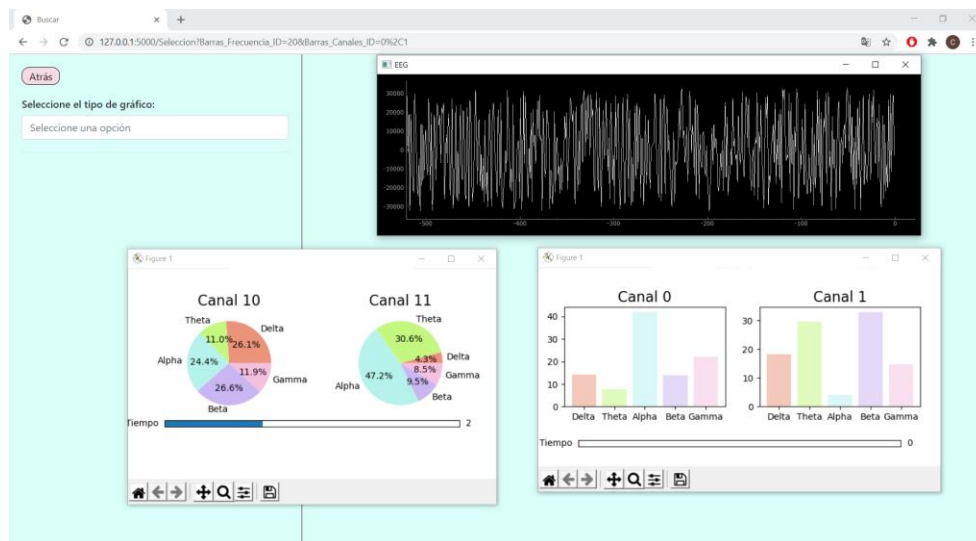 Buscar
127.0.0.1:5000/Seleccion?Barras_Frecuencia_ID=20&Barras_Canales_ID=0%2C1
C
Atrás
Seleccione el tipo de gráfico:
Seleccione una opción
EEG
30000
20000
10000
0
-10000
-20000
-30000
-500
-400
-300
-200
-100
0
Figure 1
Canal 10
Theta
Delta
11.0%
26.1%
Alpha
24.4%
11.9%
Gamma
26.6%
Beta
Canal 11
Theta
30.6%
4.3%
Delta
8.5%
Gamma
47.2%
9.5%
Alpha
Beta
Tiempo
2
Figure 1
Canal 0
40
30
20
10
0
Delta Theta Alpha Beta Gamma
Canal 1
30
20
10
0
Delta Theta Alpha Beta Gamma
Tiempo
0